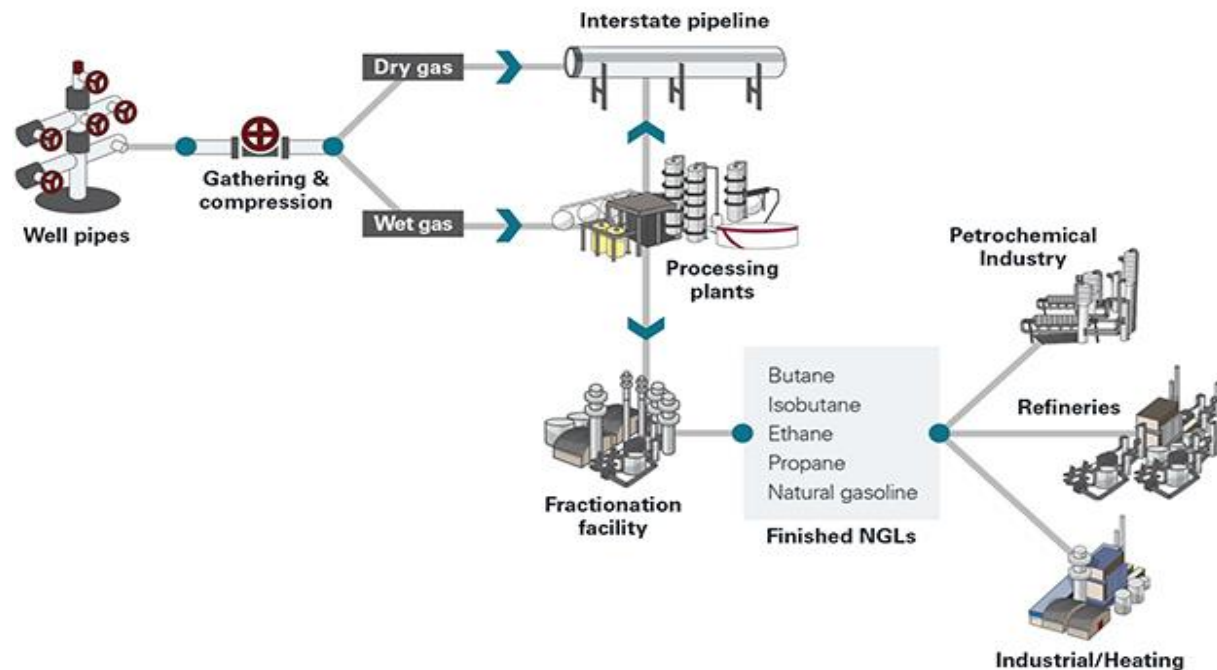 Interstate pipeline
Dry gas
Gathering &
compression
Well pipes
Wet gas
Processing
plants
Petrochemical
Industry
Butane
Isobutane
Ethane
Propane
Natural gasoline
Refineries
Fractionation
facility
Finished NGLs
Industrial/Heating